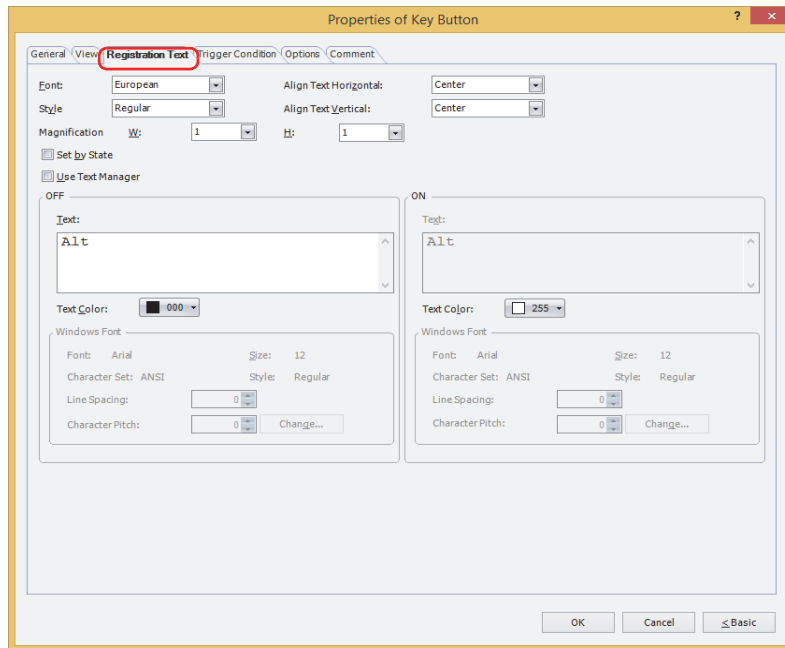 Properties of Key Button
? ×
General View Registration Text Trigger Condition Options Comment
Font: European Align Text Horizontal: Center
Style Regular Align Text Vertical: Center
Magnification W: 1 H: 1
Set by State
Use Text Manager
OFF ON
Text: Text:
Alt Alt
Text Color: 000 Text Color: 255
Windows Font Windows Font
Font: Arial Size: 12 Font: Arial Size: 12
Character Set: ANSI Style: Regular Character Set: ANSI Style: Regular
Line Spacing: 0 Line Spacing: 0
Character Pitch: 0 Change... Character Pitch: 0 Change...
OK Cancel <Basic